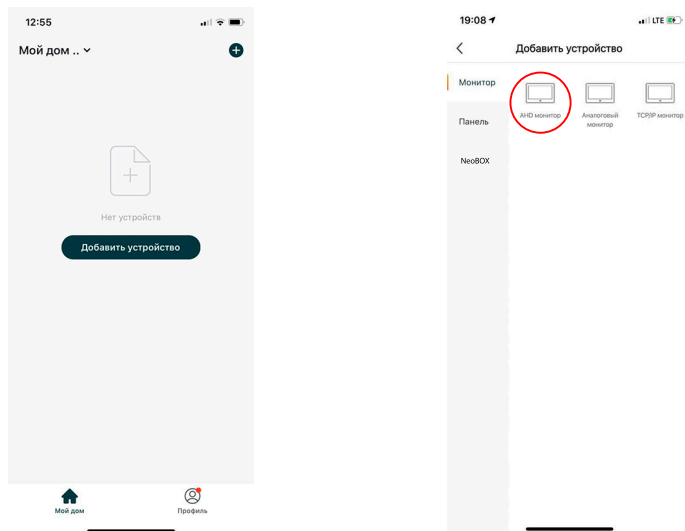 12:55
Мой дом ..
Нет устройств
Добавить устройство
Мой дом
Профиль
19:08
LTE
Добавить устройство
Монитор
Панель
NeoBOX
AHD монитор
Аналоговый
монитор
TCP/IP монитор